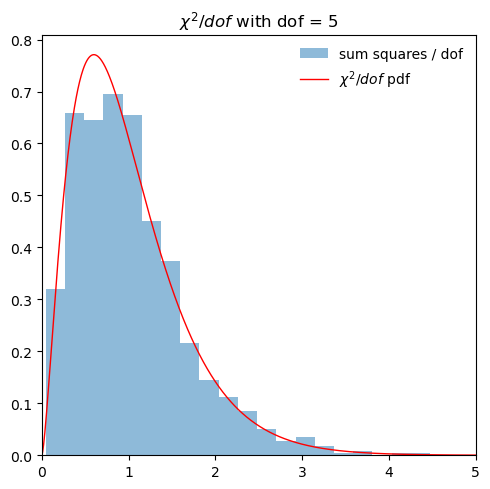 χ²/dof with dof = 5
0.8
0.7
0.6
0.5
0.4
0.3
0.2
0.1
0.0
sum squares / dof
χ²/dof pdf
0 1 2 3 4 5